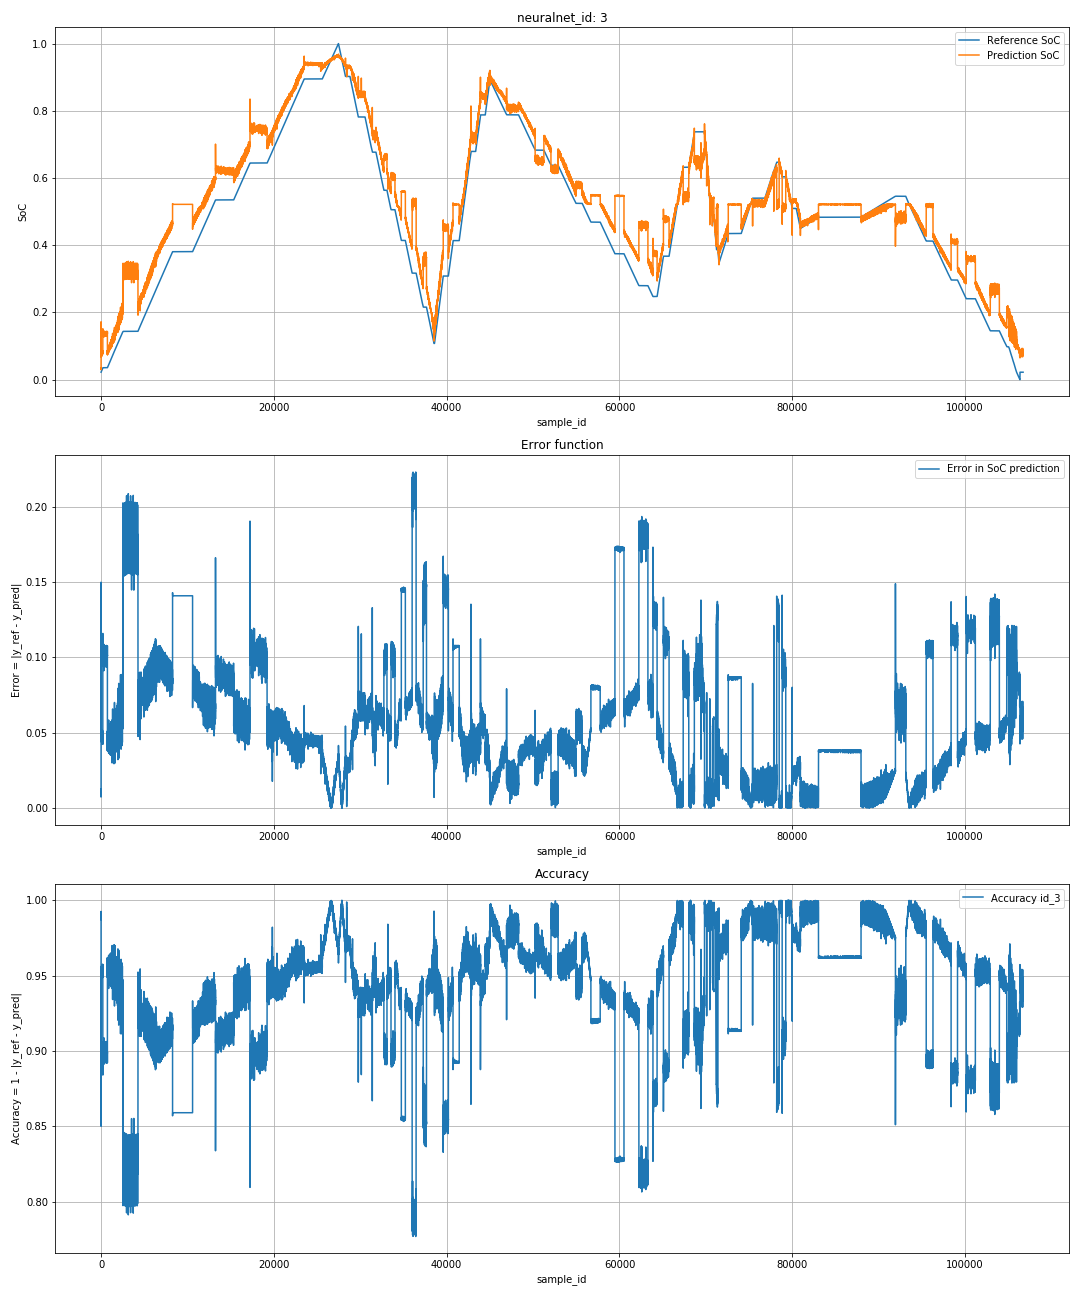 neuralnet_id: 3
Reference SoC
Prediction SoC
1.0
0.8
0.6
0.4
0.2
0.0
SoC
0 20000 40000 60000 80000 100000
sample_id
Error function
Error in SoC prediction
0.20
0.15
0.10
0.05
0.00
Error = |y_ref - y_pred|
0 20000 40000 60000 80000 100000
sample_id
Accuracy
Accuracy id_3
1.00
0.95
0.90
0.85
0.80
Accuracy = 1 - |y_ref - y_pred|
0 20000 40000 60000 80000 100000
sample_id